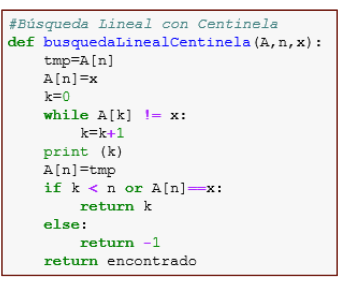 #Búsqueda Lineal con Centinela
def busquedaLinealCentinela(A,n,x):
    tmp=A[n]
    A[n]=x
    k=0
    while A[k] != x:
        k=k+1
    print (k)
    A[n]=tmp
    if k < n or A[n]==x:
        return k
    else:
        return -1
    return encontrado